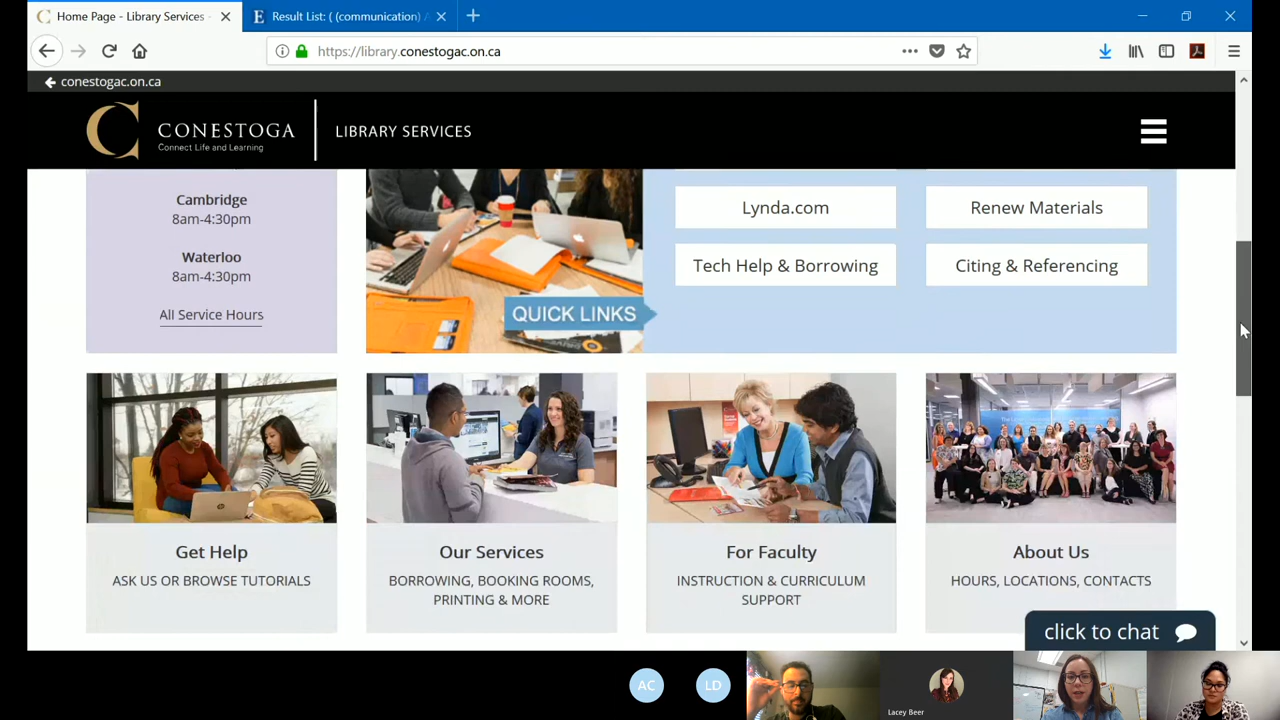 Home Page - Library Services -
Result List: ( (communication) A
https://library.conestogac.on.ca
conestogac.on.ca
CONESTOGA
Connect Life and Learning
LIBRARY SERVICES
Cambridge
8am-4:30pm
Waterloo
8am-4:30pm
All Service Hours
QUICK LINKS
Lynda.com
Renew Materials
Tech Help & Borrowing
Citing & Referencing
Get Help
ASK US OR BROWSE TUTORIALS
Our Services
BORROWING, BOOKING ROOMS,
PRINTING & MORE
For Faculty
INSTRUCTION & CURRICULUM
SUPPORT
About Us
HOURS, LOCATIONS, CONTACTS
click to chat
AC
LD
Lacey Beer